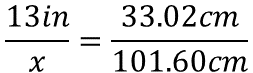 13in / x = 33.02cm / 101.60cm